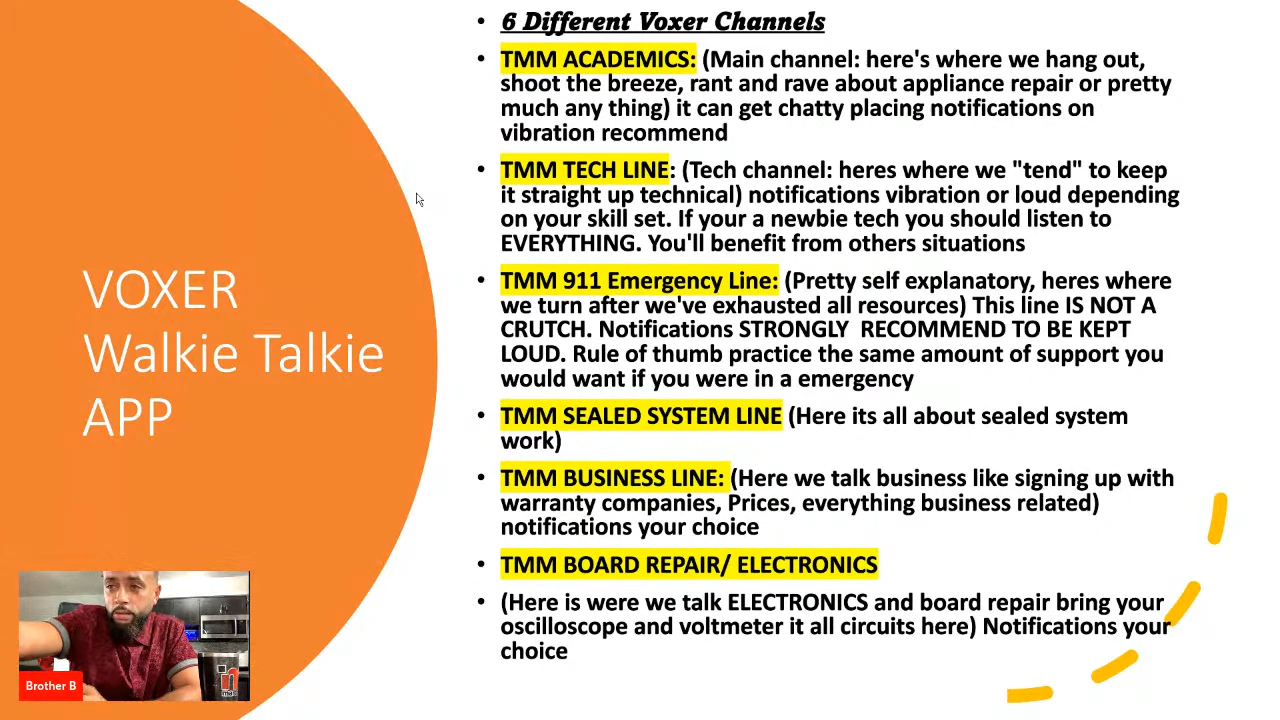 VOXER
Walkie Talkie
APP
6 Different Voxer Channels
TMM ACADEMICS: (Main channel: here's where we hang out,
shoot the breeze, rant and rave about appliance repair or pretty
much any thing) it can get chatty placing notifications on
vibration recommend
TMM TECH LINE: (Tech channel: heres where we "tend" to keep
it straight up technical) notifications vibration or loud depending
on your skill set. If your a newbie tech you should listen to
EVERYTHING. You'll benefit from others situations
TMM 911 Emergency Line: (Pretty self explanatory, heres where
we turn after we've exhausted all resources) This line IS NOT A
CRUTCH. Notifications STRONGLY RECOMMEND TO BE KEPT
LOUD. Rule of thumb practice the same amount of support you
would want if you were in a emergency
TMM SEALED SYSTEM LINE (Here its all about sealed system
work)
TMM BUSINESS LINE: (Here we talk business like signing up with
warranty companies, Prices, everything business related)
notifications your choice
TMM BOARD REPAIR/ ELECTRONICS
(Here is were we talk ELECTRONICS and board repair bring your
oscilloscope and voltmeter it all circuits here) Notifications your
choice
Brother B